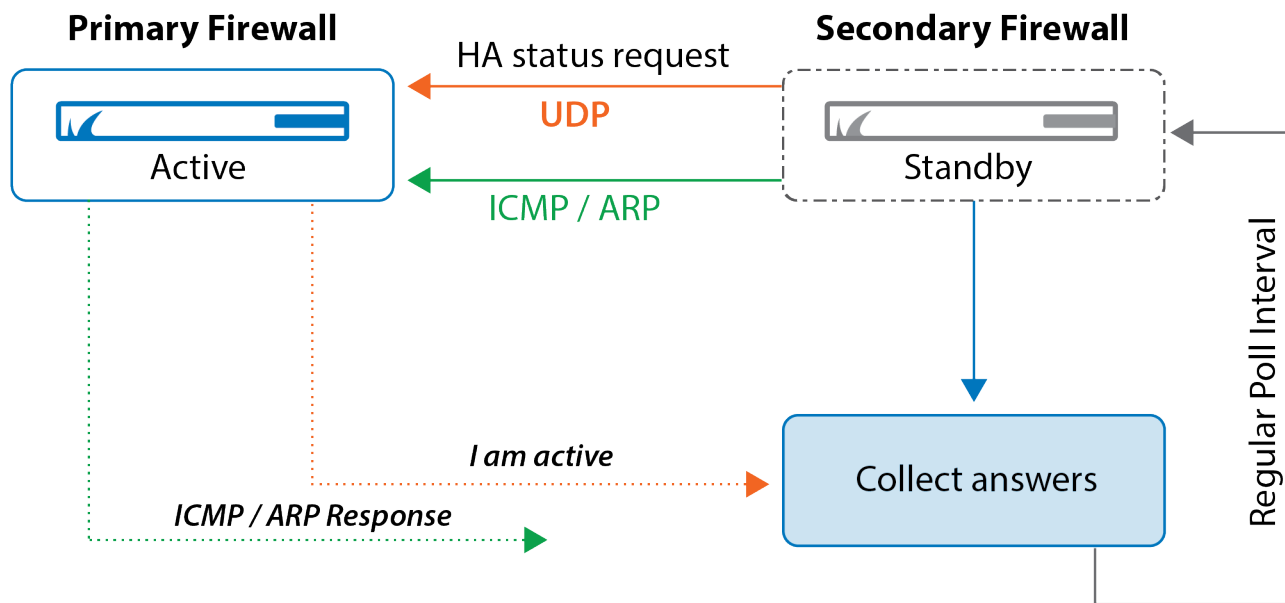 Primary Firewall
Secondary Firewall
HA status request
UDP
Active
Standby
ICMP / ARP
Regular Poll Interval
I am active
Collect answers
ICMP / ARP Response